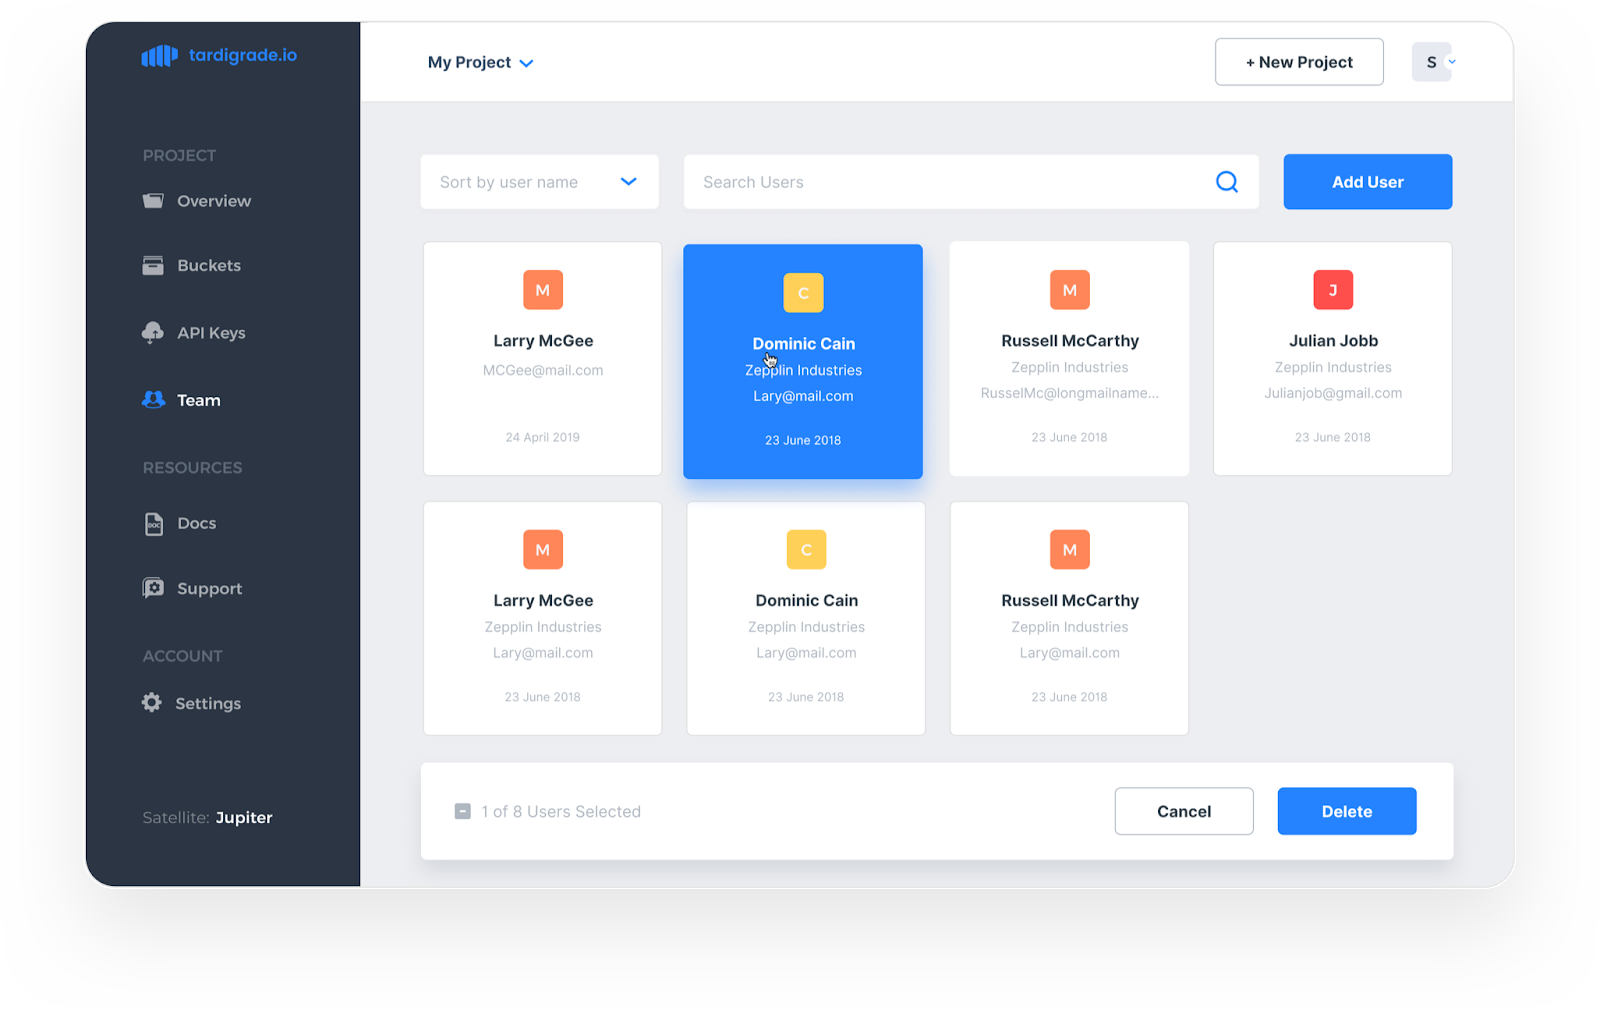 tardigrade.io
My Project
+ New Project
S
PROJECT
Overview
Buckets
API Keys
Team
RESOURCES
DOC
Docs
Support
ACCOUNT
Settings
Satellite: Jupiter
Sort by user name
Search Users
Add User
M
Larry McGee
MCGee@mail.com
24 April 2019
C
Dominic Cain
Zepplin Industries
Lary@mail.com
23 June 2018
M
Russell McCarthy
Zepplin Industries
RusselMc@longmailname...
23 June 2018
J
Julian Jobb
Zepplin Industries
Julianjob@gmail.com
23 June 2018
M
Larry McGee
Zepplin Industries
Lary@mail.com
23 June 2018
C
Dominic Cain
Zepplin Industries
Lary@mail.com
23 June 2018
M
Russell McCarthy
Zepplin Industries
Lary@mail.com
23 June 2018
1 of 8 Users Selected
Cancel
Delete